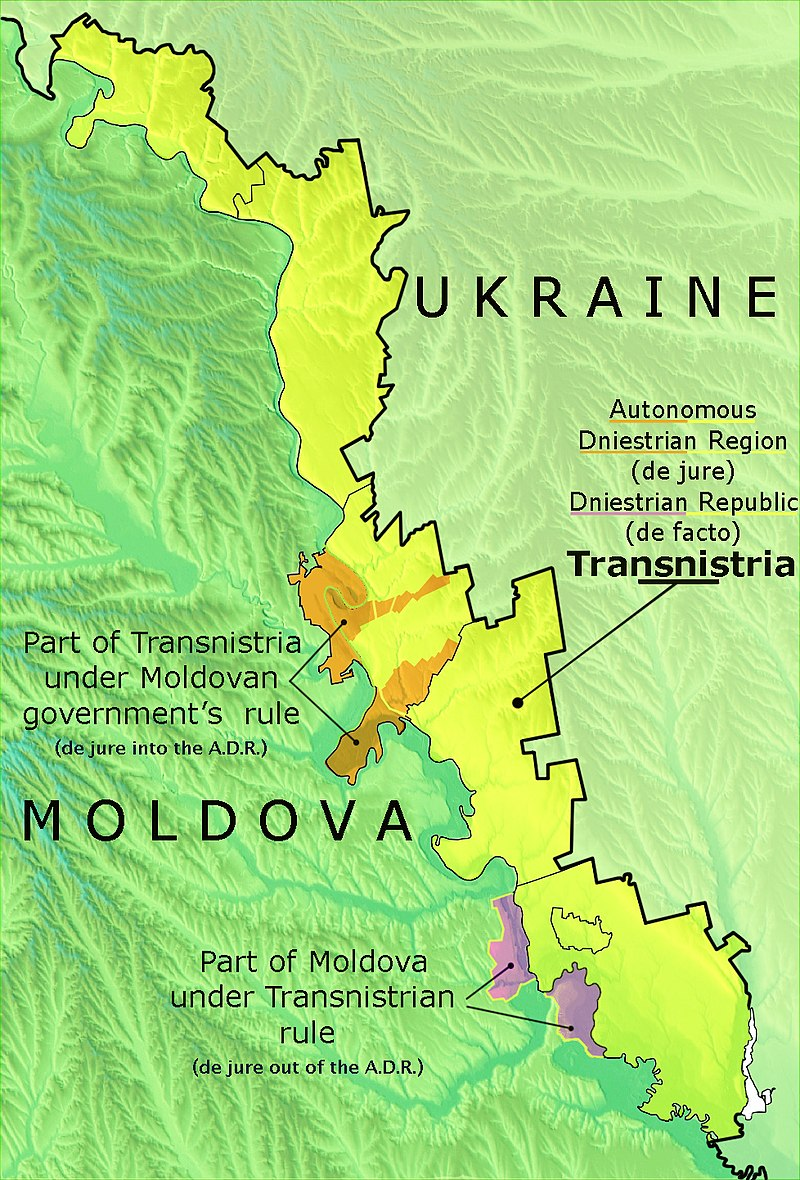 UKRAINE
Autonomous
Dniestrian Region
(de jure)
Dniestrian Republic
(de facto)
Transnistria
Part of Transnistria
under Moldovan
government's rule
(de jure into the A.D.R.)
MOLDOVA
Part of Moldova
under Transnistrian
rule
(de jure out of the A.D.R.)